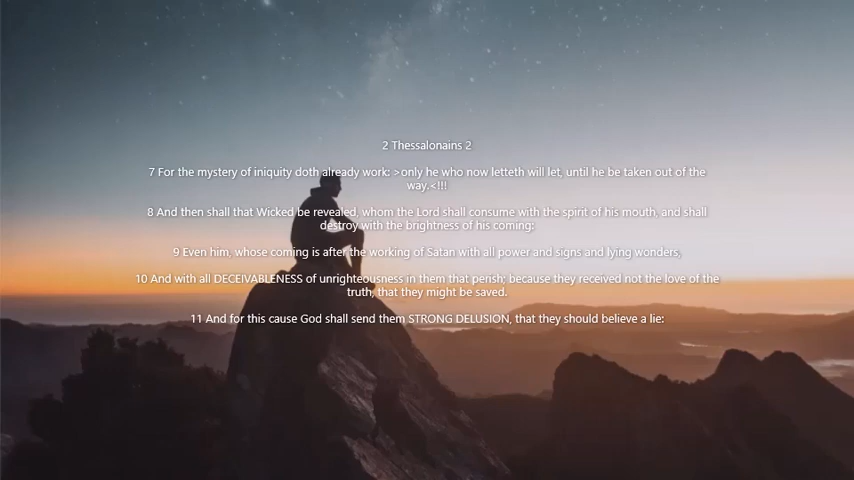 2 Thessalonains 2
7 For the mystery of iniquity doth already work: >only he who now letteth will let, until he be taken out of the
way.<!!!
8 And then shall that Wicked be revealed, whom the Lord shall consume with the spirit of his mouth, and shall
destroy with the brightness of his coming:
9 Even him, whose coming is after the working of Satan with all power and signs and lying wonders,
10 And with all DECEIVABLENESS of unrighteousness in them that perish; because they received not the love of the
truth, that they might be saved.
11 And for this cause God shall send them STRONG DELUSION, that they should believe a lie: